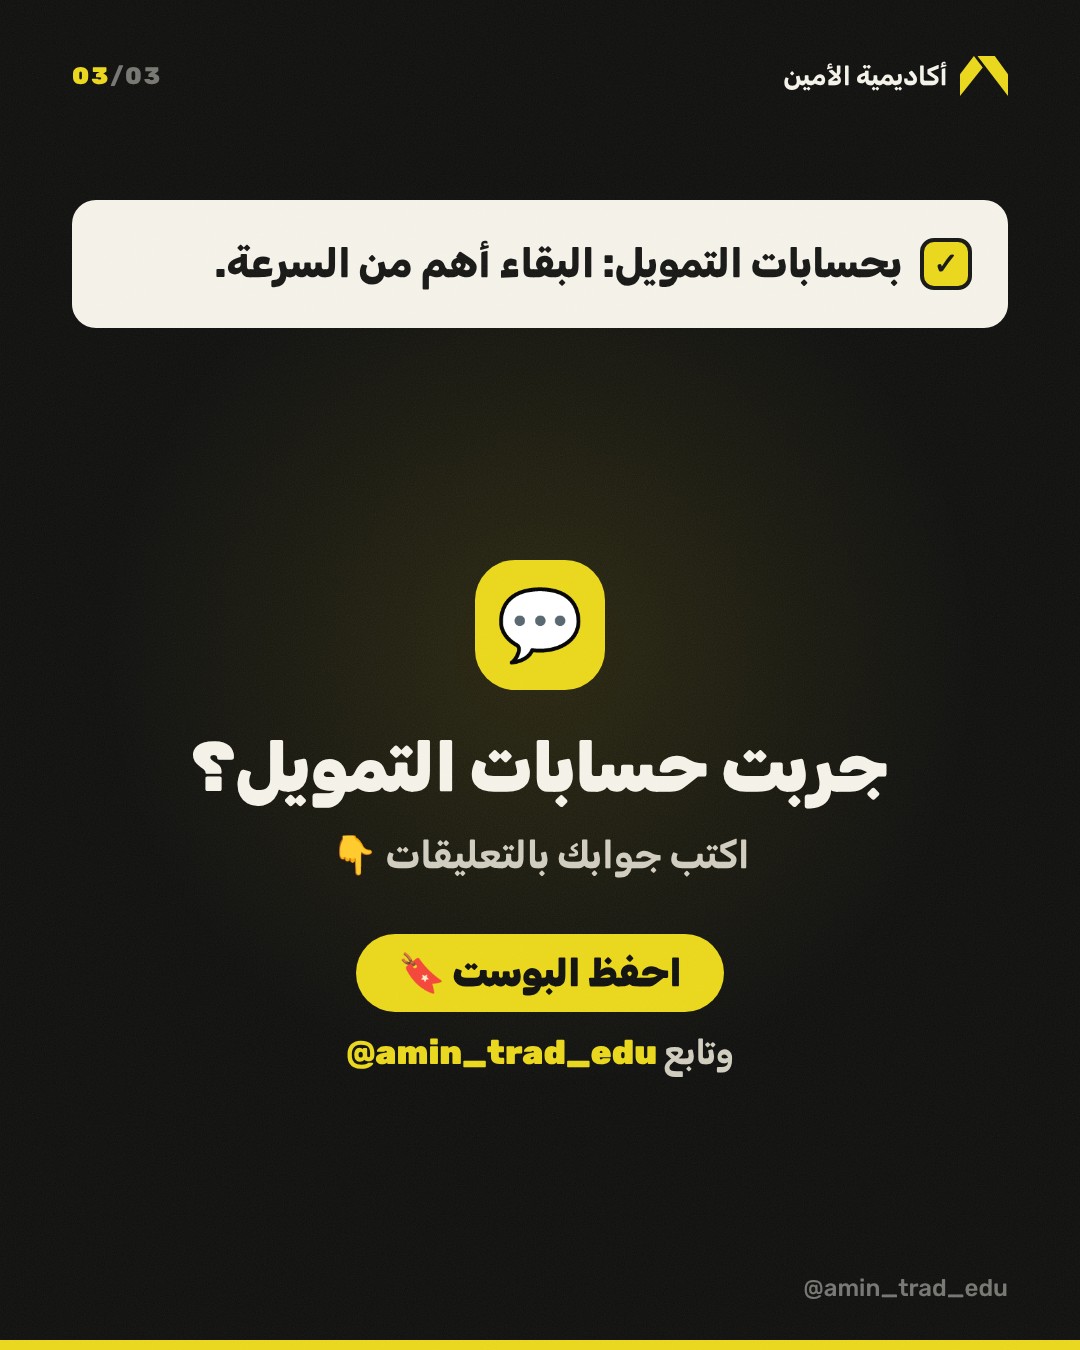 أكاديمية الأمين
03/03
بحسابات التمويل: البقاء أهم من السرعة.
جربت حسابات التمويل؟
اكتب جوابك بالتعليقات 👇
احفظ البوست 🔖
وتابع @amin_trad_edu
@amin_trad_edu